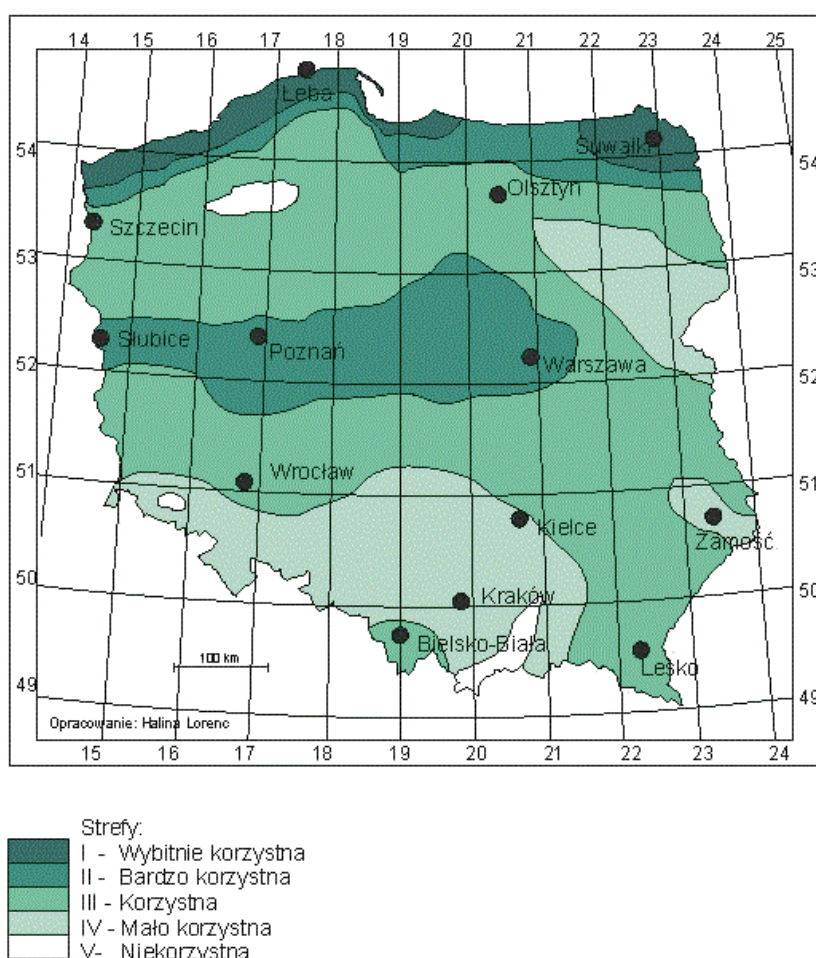 14 15 16 17 18 19 20 21 22 23 24 25
Łeba
54 Suwałki 54
Olsztyn
Szczecin
53 53
Słubice
Poznań
Warszawa
52 52
Wrocław
51 51
Kielce
Zamość
50 Kraków 50
Bielsko-Biała
100 km
Lesko
49 49
Opracowanie: Halina Lorenc
15 16 17 18 19 20 21 22 23 24
Strefy:
I - Wybitnie korzystna
II - Bardzo korzystna
III - Korzystna
IV - Mało korzystna
V- Niekorzystna